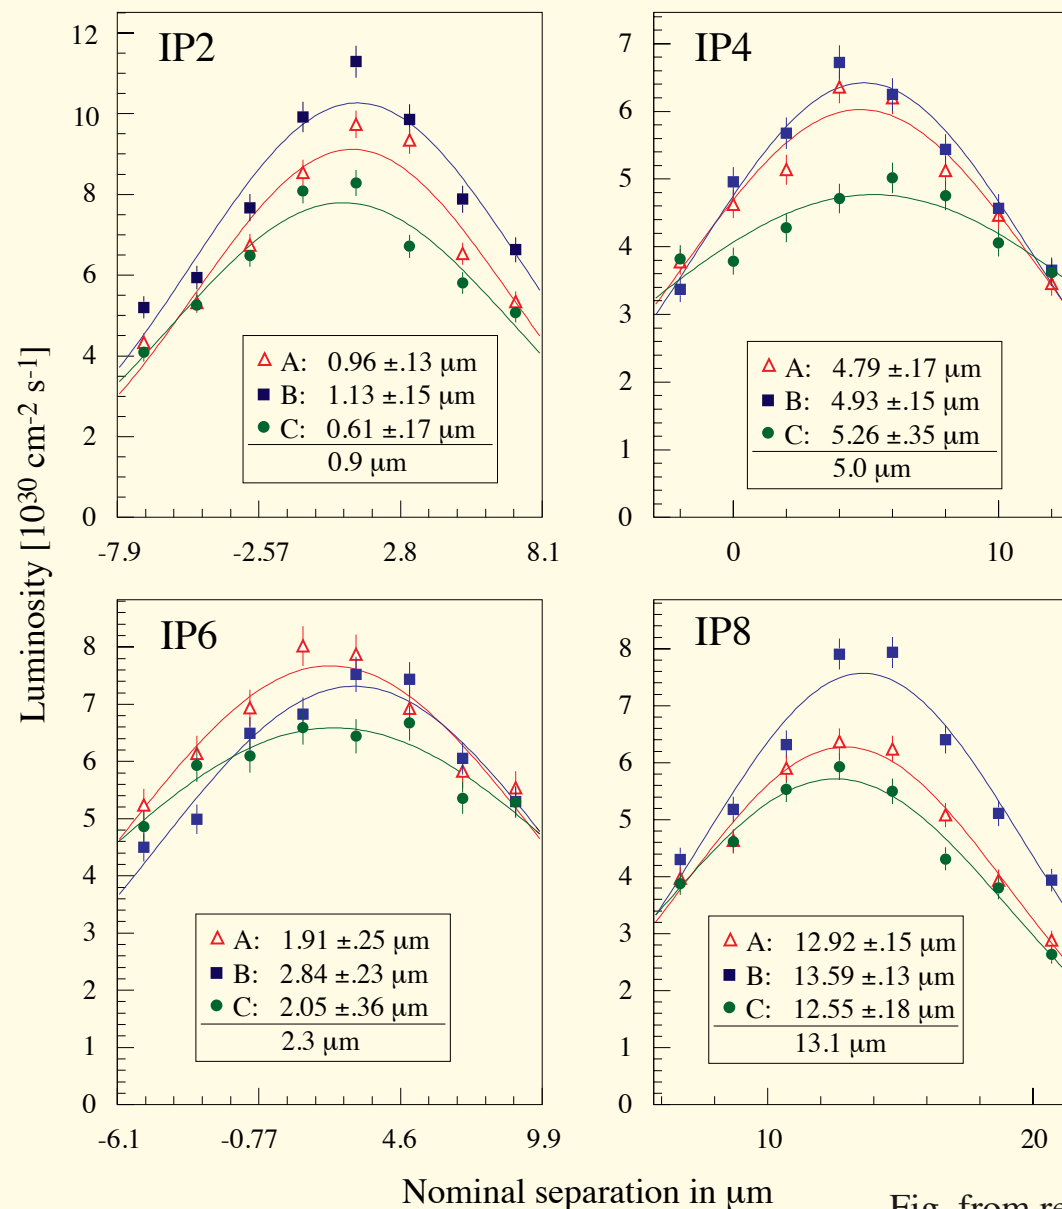 IP2
12
10
8
6
4
2
0
A: 0.96 ±.13 μm
B: 1.13 ±.15 μm
C: 0.61 ±.17 μm
0.9 μm
-7.9 -2.57 2.8 8.1
IP4
7
6
5
4
3
2
1
0
A: 4.79 ±.17 μm
B: 4.93 ±.15 μm
C: 5.26 ±.35 μm
5.0 μm
0 10
Luminosity [10³⁰ cm⁻² s⁻¹]
IP6
8
7
6
5
4
3
2
1
0
A: 1.91 ±.25 μm
B: 2.84 ±.23 μm
C: 2.05 ±.36 μm
2.3 μm
-6.1 -0.77 4.6 9.9
IP8
8
7
6
5
4
3
2
1
0
A: 12.92 ±.15 μm
B: 13.59 ±.13 μm
C: 12.55 ±.18 μm
13.1 μm
10 20
Nominal separation in μm
Fig. from re